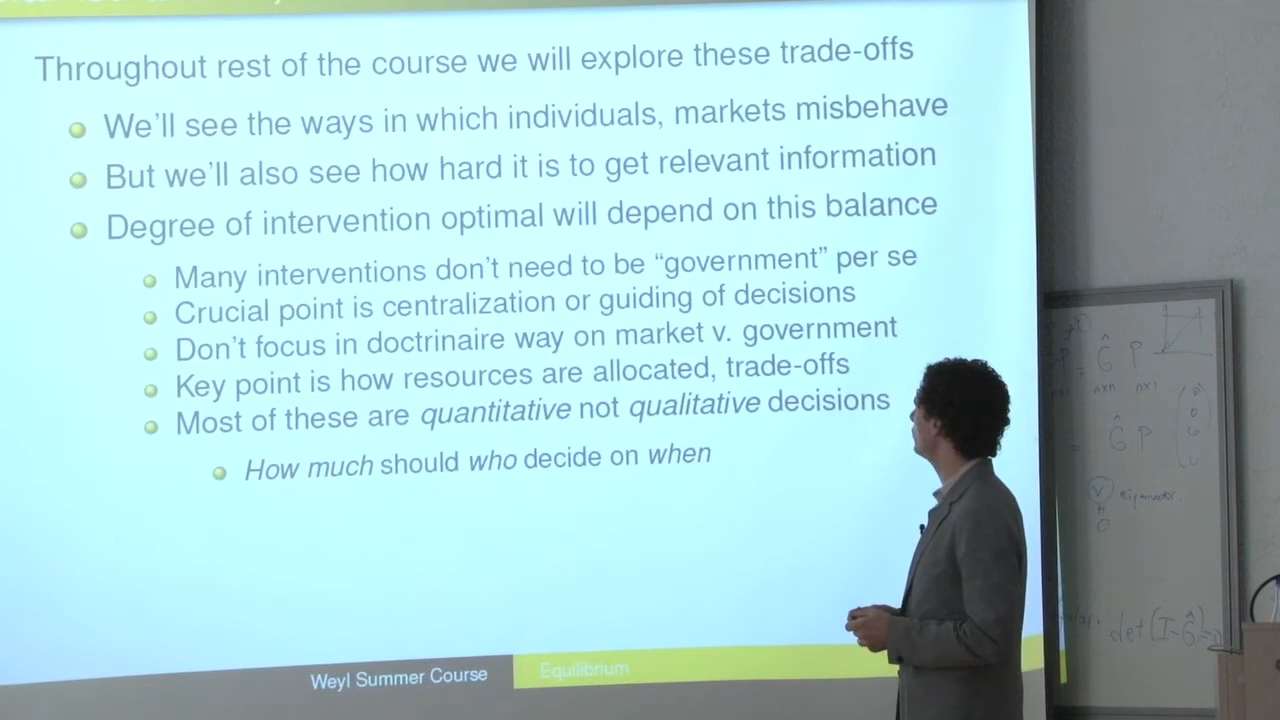 Throughout rest of the course we will explore these trade-offs
We'll see the ways in which individuals, markets misbehave
But we'll also see how hard it is to get relevant information
Degree of intervention optimal will depend on this balance
Many interventions don't need to be “government” per se
Crucial point is centralization or guiding of decisions
Don't focus in doctrinaire way on market v. government
Key point is how resources are allocated, trade-offs
Most of these are quantitative not qualitative decisions
How much should who decide on when
Weyl Summer Course
Equilibrium
Ĝ P
n×n n×1
= Ĝ P
v eigenvector.
det(I-Ĝ)=0